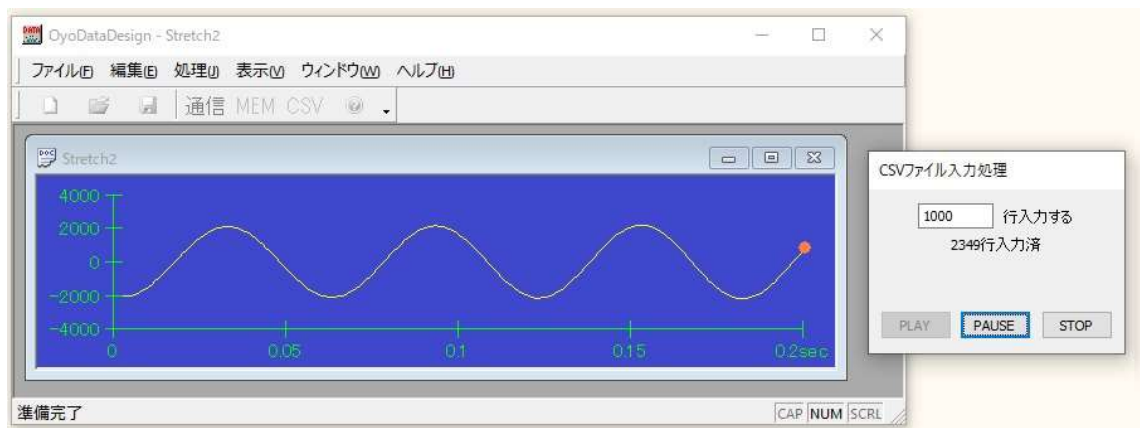 OyoDataDesign - Stretch2
ファイル(F) 編集(E) 処理(J) 表示(V) ウィンドウ(W) ヘルプ(H)
通信 MEM CSV
Stretch2
4000
2000
0
-2000
-4000
0 0.05 0.1 0.15 0.2sec
準備完了
CAP NUM SCRL
CSVファイル入力処理
1000 行入力する
2349行入力済
PLAY PAUSE STOP